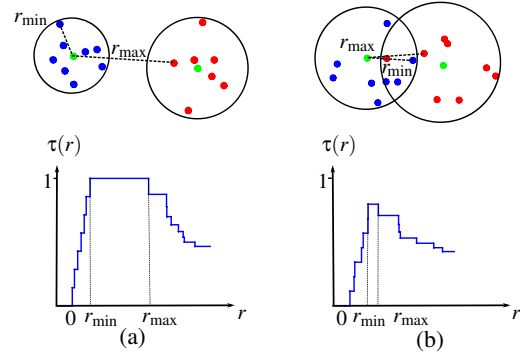 r_min
r_max
r_max
r_min
τ(r)
τ(r)
1
1
0 r_min r_max r
0 r_min r_max r
(a)
(b)